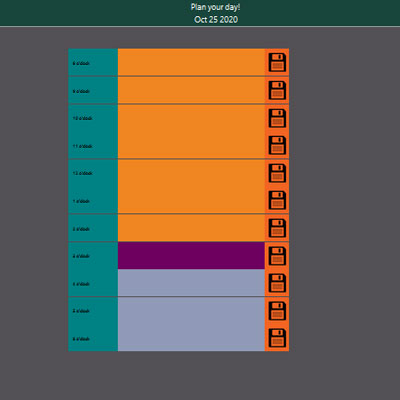 Plan your day!
Oct 25 2020
8 o'clock
9 o'clock
10 o'clock
11 o'clock
12 o'clock
1 o'clock
2 o'clock
3 o'clock
4 o'clock
5 o'clock
6 o'clock